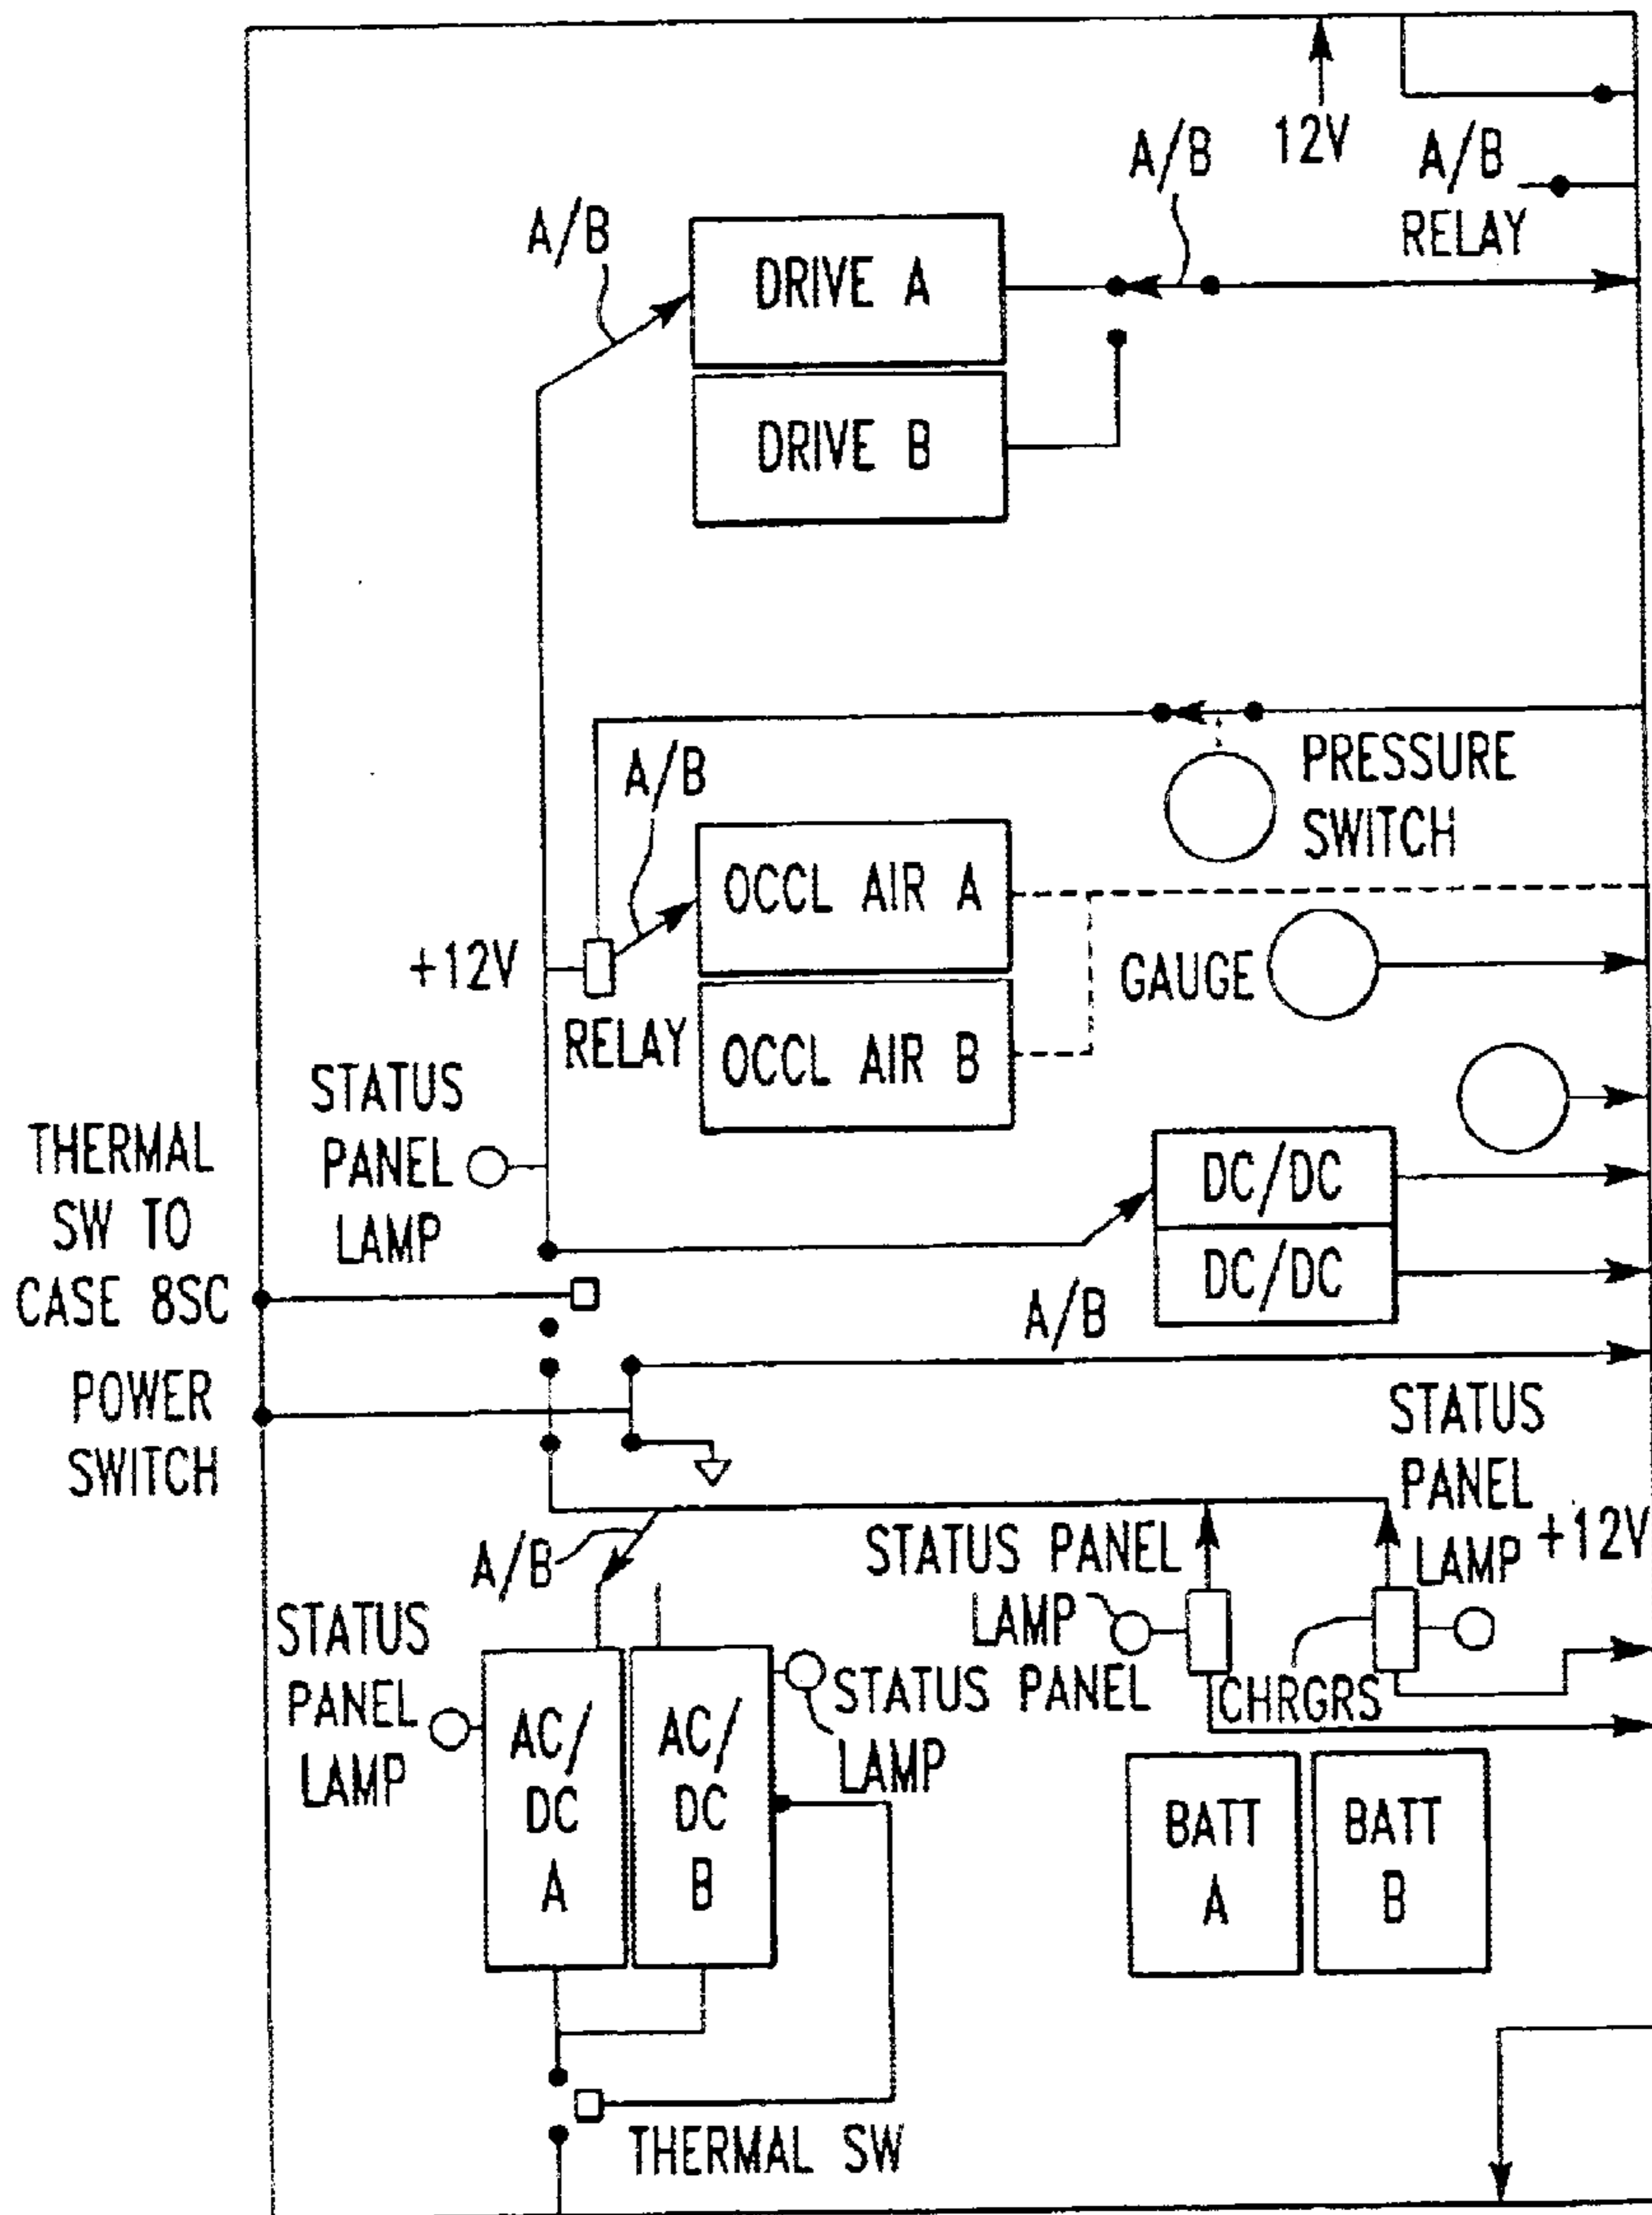 12V
A/B
A/B
RELAY
A/B
DRIVE A
DRIVE B
PRESSURE
SWITCH
A/B
OCCL AIR A
+12V
GAUGE
RELAY
OCCL AIR B
STATUS
PANEL
LAMP
THERMAL
SW TO
CASE 8SC
DC/DC
DC/DC
A/B
POWER
SWITCH
STATUS
PANEL
LAMP
+12V
STATUS PANEL
LAMP
A/B
STATUS
PANEL
LAMP
STATUS PANEL
LAMP
CHRGRS
AC/
DC
A
AC/
DC
B
BATT
A
BATT
B
THERMAL SW